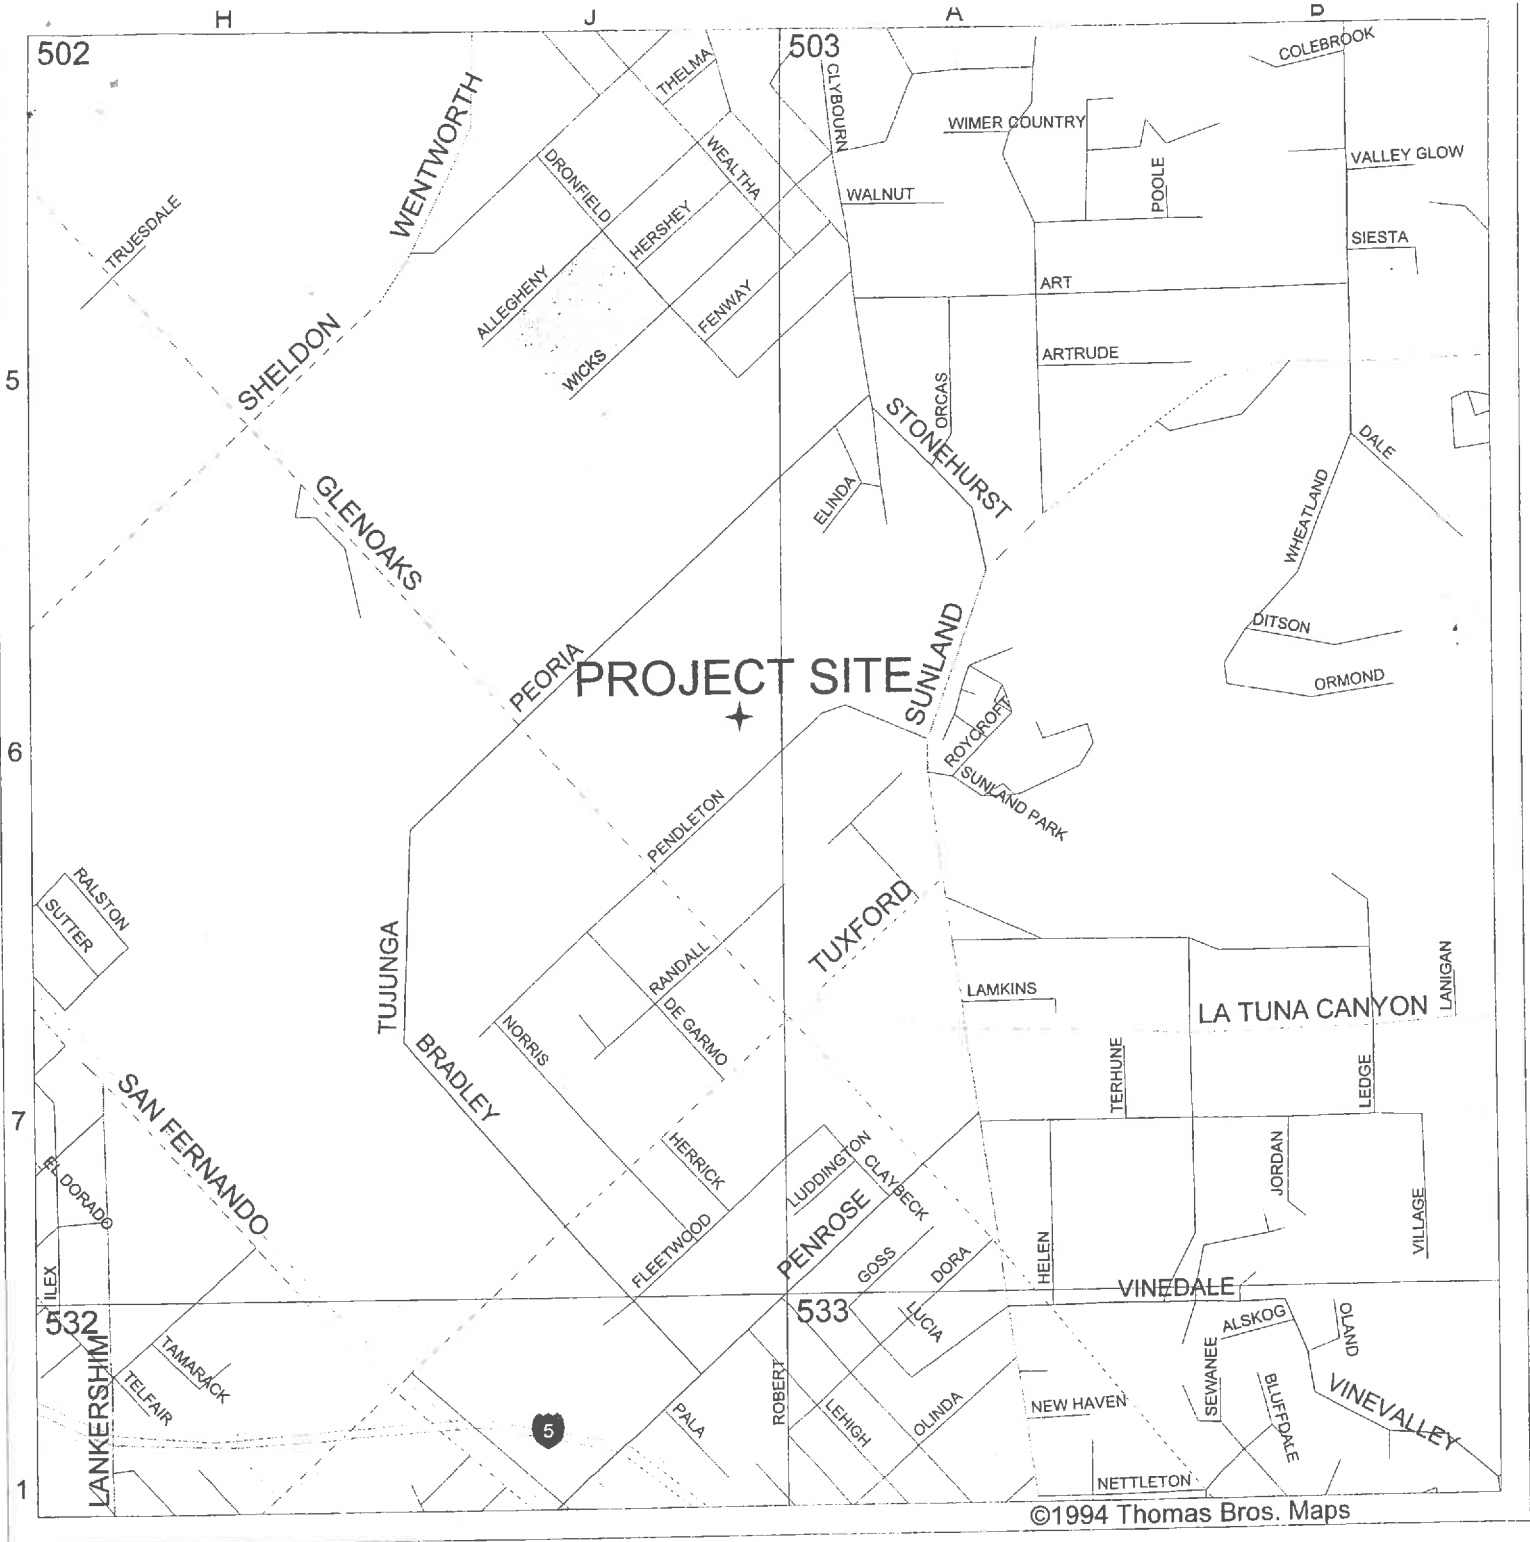 H J A B
502
503
COLEBROOK
THELMA
CLYBOURN
WENTWORTH
WIMER COUNTRY
WEALTHA
DRONFIELD
VALLEY GLOW
POOLE
WALNUT
TRUESDALE
HERSHEY
SIESTA
ALLEGHENY
ART
FENWAY
SHELDON
ARTRUDE
WICKS
5
ORCAS
STONEHURST
DALE
GLENOAKS
ELINDA
WHEATLAND
DITSON
SUNLAND
PEORIA
PROJECT SITE
ORMOND
ROYCROFT
6
SUNLAND PARK
PENDLETON
RALSTON
SUTTER
TUXFORD
TUJUNGA
RANDALL
LANIGAN
LAMKINS
LA TUNA CANYON
DE GARMO
NORRIS
BRADLEY
TERHUNE
LEDGE
7
SAN FERNANDO
HERRICK
LUDDINGTON
CLAYBECK
JORDAN
EL DORADO
VILLAGE
PENROSE
FLEETWOOD
GOSS
DORA
HELEN
ILEX
VINEDALE
532
533
LUCIA
ALSKOG
OLAND
TAMARACK
TELFAIR
LANKERSHIM
SEWANEE
BLUFFDALE
VINEVALLEY
ROBERT
PALA
LEHIGH
OLINDA
NEW HAVEN
5
NETTLETON
1
©1994 Thomas Bros. Maps